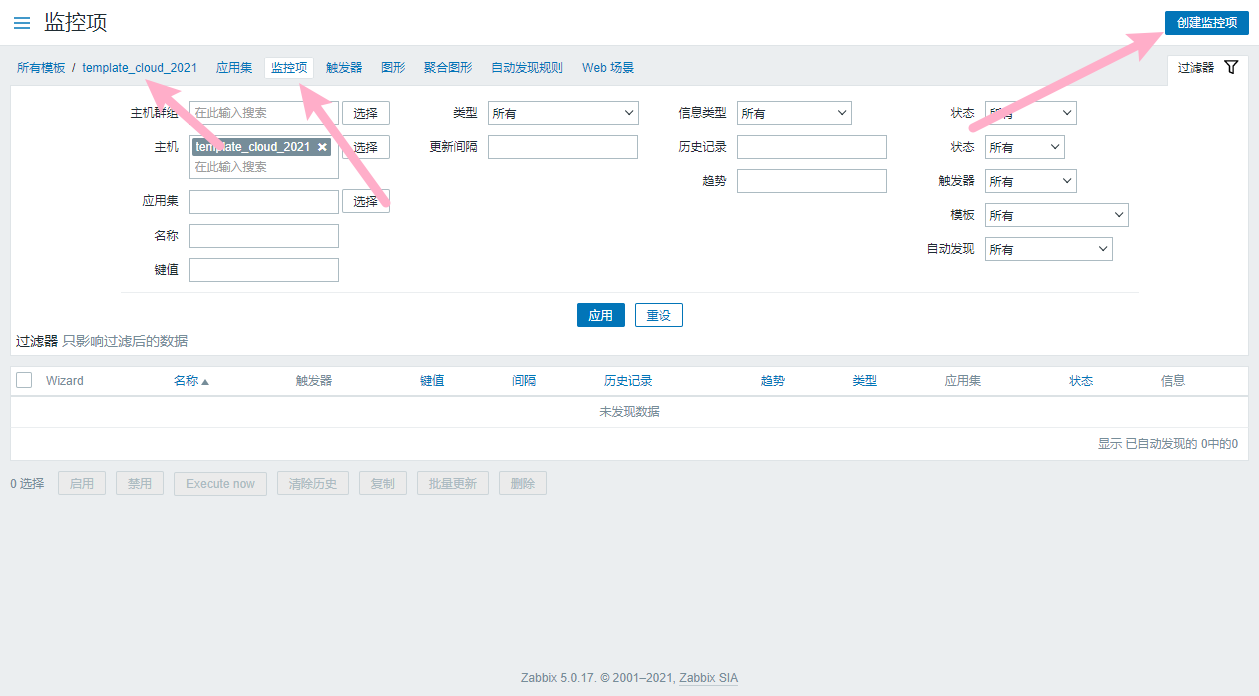 监控项
创建监控项
所有模板 / template_cloud_2021 应用集 监控项 触发器 图形 聚合图形 自动发现规则 Web 场景
过滤器
主机群组 在此输入搜索 选择 类型 所有 信息类型 所有 状态 所有
主机 template_cloud_2021 选择 更新间隔 历史记录 状态 所有
在此输入搜索
趋势 触发器 所有
应用集 选择
模板 所有
名称
自动发现 所有
键值
应用 重设
过滤器 只影响过滤后的数据
Wizard 名称 触发器 键值 间隔 历史记录 趋势 类型 应用集 状态 信息
未发现数据
显示 已自动发现的 0中的0
0 选择 启用 禁用 Execute now 清除历史 复制 批量更新 删除
Zabbix 5.0.17. © 2001–2021, Zabbix SIA